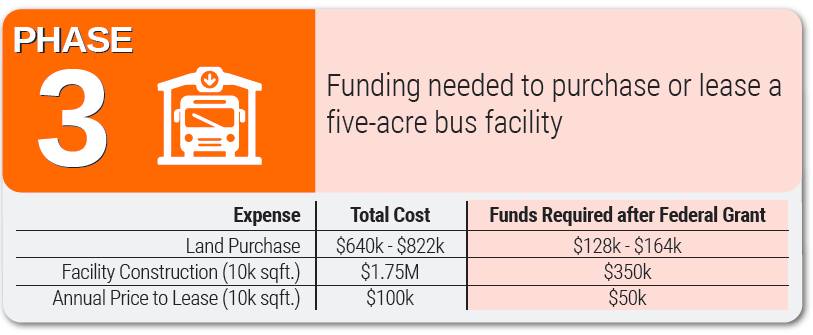 PHASE
3
Funding needed to purchase or lease a
five-acre bus facility
Expense Total Cost Funds Required after Federal Grant
Land Purchase $640k - $822k $128k - $164k
Facility Construction (10k sqft.) $1.75M $350k
Annual Price to Lease (10k sqft.) $100k $50k